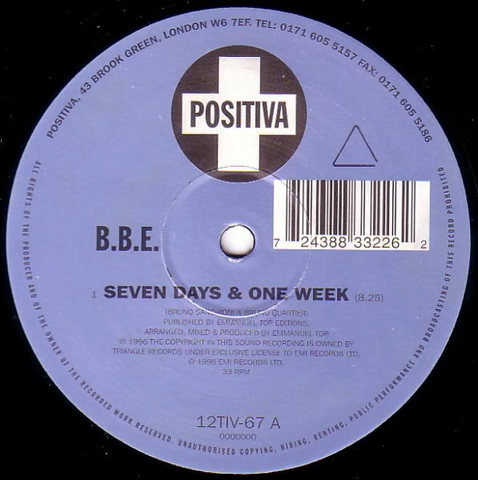 POSITIVA, 43 BROOK GREEN, LONDON W6 7EF. TEL: 0171 605 5157 FAX: 0171 605 5186
POSITIVA
7 24388 33226 2
B.B.E.
1 SEVEN DAYS & ONE WEEK (8.25)
(BRUNO & QUARTIER)
PUBLISHED BY EMMANUEL TOP EDITIONS,
ARRANGED, MIXED & PRODUCED BY EMMANUEL TOP
℗ 1996 THE COPYRIGHT IN THIS SOUND RECORDING IS OWNED BY
TRIANGLE RECORDS UNDER EXCLUSIVE LICENSE TO EMI RECORDS LTD.
© 1996 EMI RECORDS LTD.
33 RPM
12TIV-67 A
0000000
ALL RIGHTS OF THE PRODUCER AND OF THE OWNER OF THE RECORDED WORK RESERVED. UNAUTHORISED COPYING, HIRING, RENTING, PUBLIC PERFORMANCE AND BROADCASTING OF THIS RECORD PROHIBITED